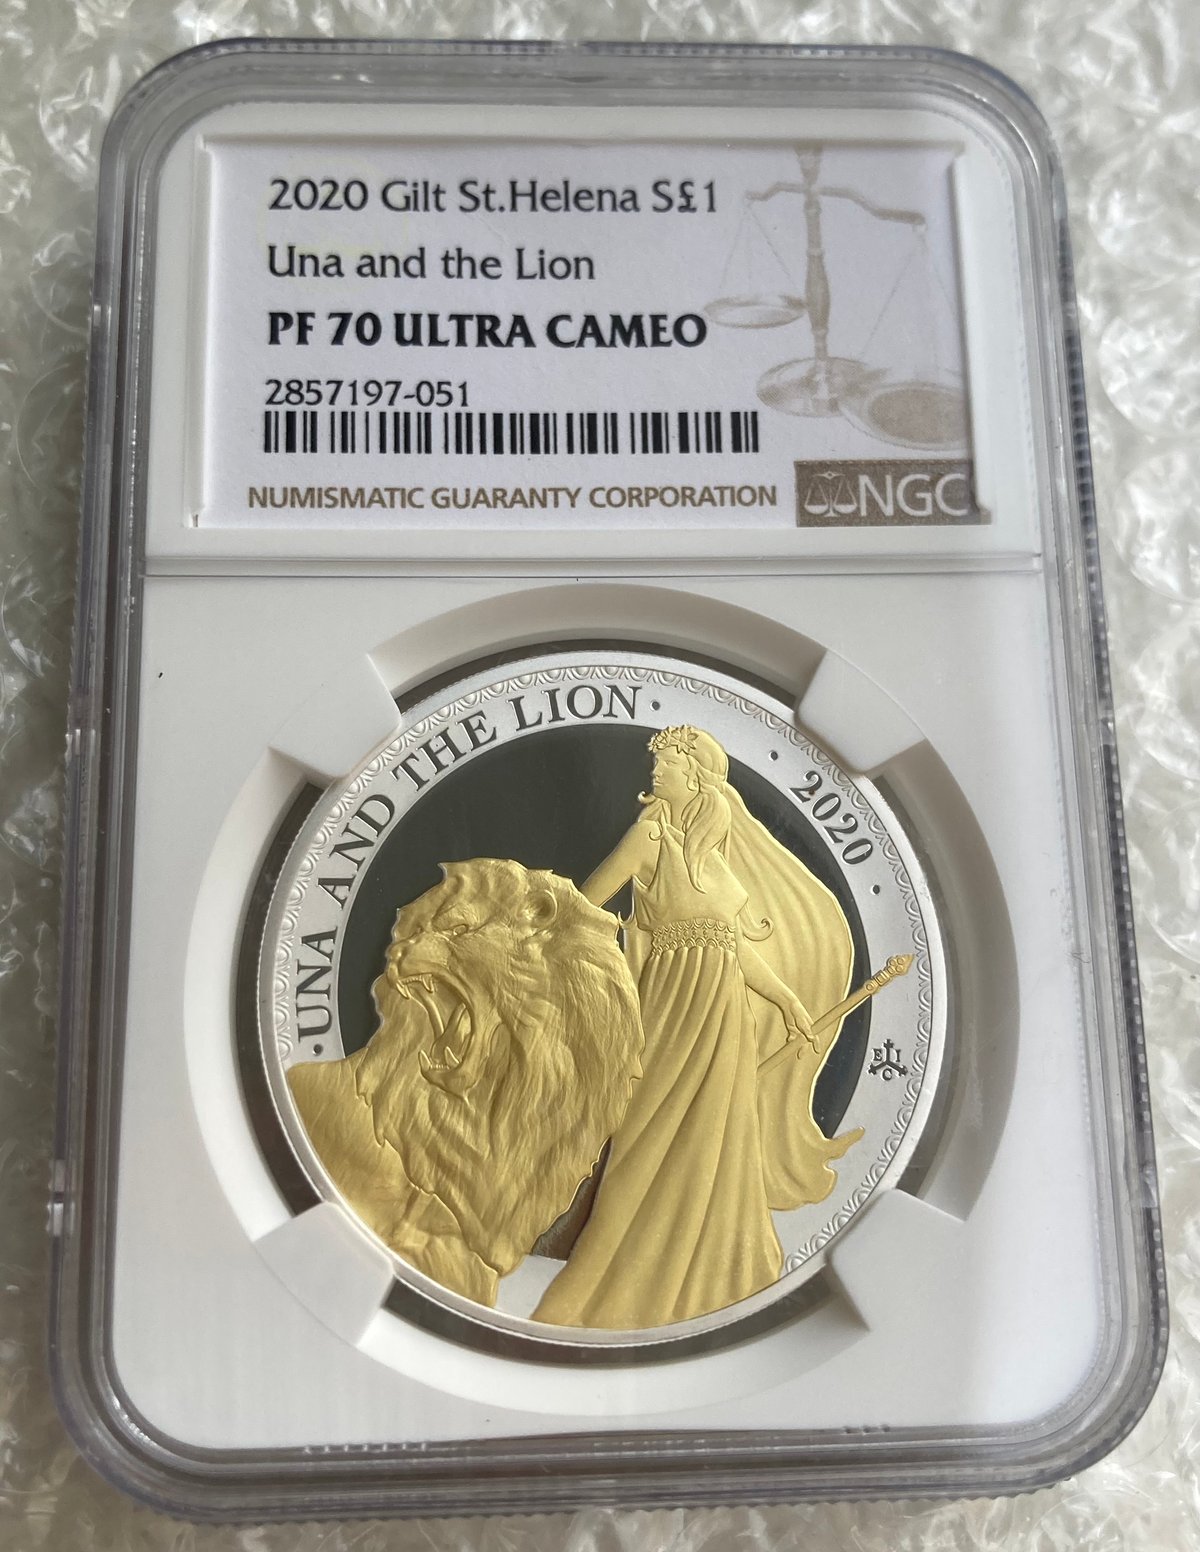 2020 Gilt St.Helena S£1
Una and the Lion
PF 70 ULTRA CAMEO
2857197-051
NUMISMATIC GUARANTY CORPORATION
NGC
· UNA AND THE LION ·
· 2020 ·
E I
C